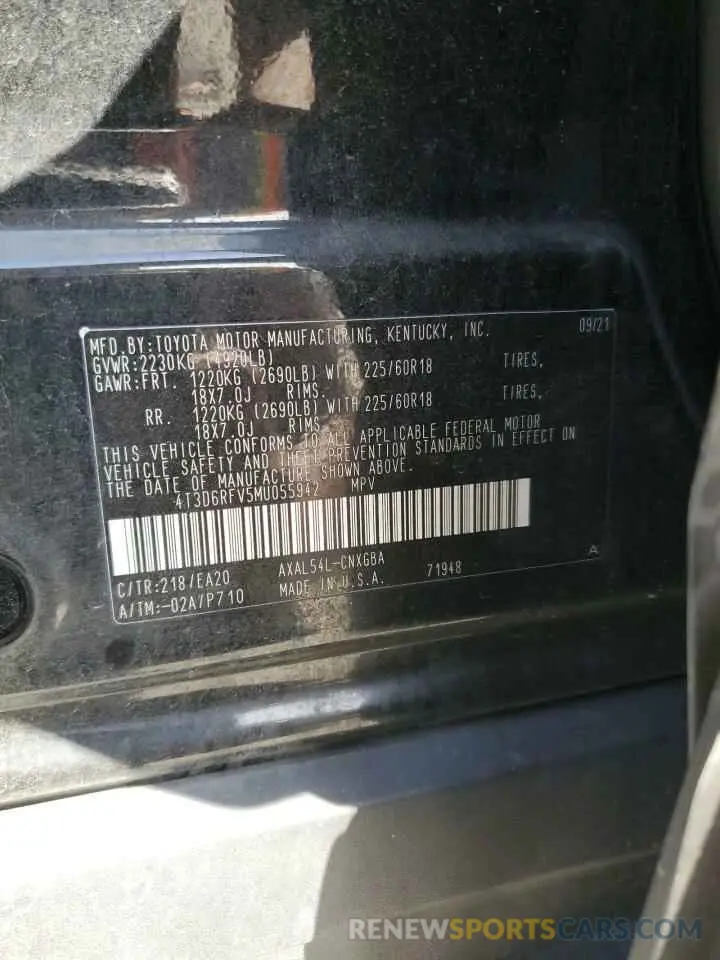 MFD.BY:TOYOTA MOTOR MANUFACTURING, KENTUCKY, INC. 09/21
GVWR:2230KG (4920LB)
GAWR:FRT. 1220KG (2690LB) WITH 225/60R18 TIRES,
18X7.0J RIMS.
RR. 1220KG (2690LB) WITH 225/60R18 TIRES,
18X7.0J RIMS
THIS VEHICLE CONFORMS TO ALL APPLICABLE FEDERAL MOTOR
VEHICLE SAFETY AND THEFT PREVENTION STANDARDS IN EFFECT ON
THE DATE OF MANUFACTURE SHOWN ABOVE.
4T3D6RFV5MU055942 MPV
C/TR:218/EA20 AXAL54L-CNXGBA
A/TM:-02A/P710 MADE IN U.S.A. 71948 A
RENEWSPORTSCARS.COM